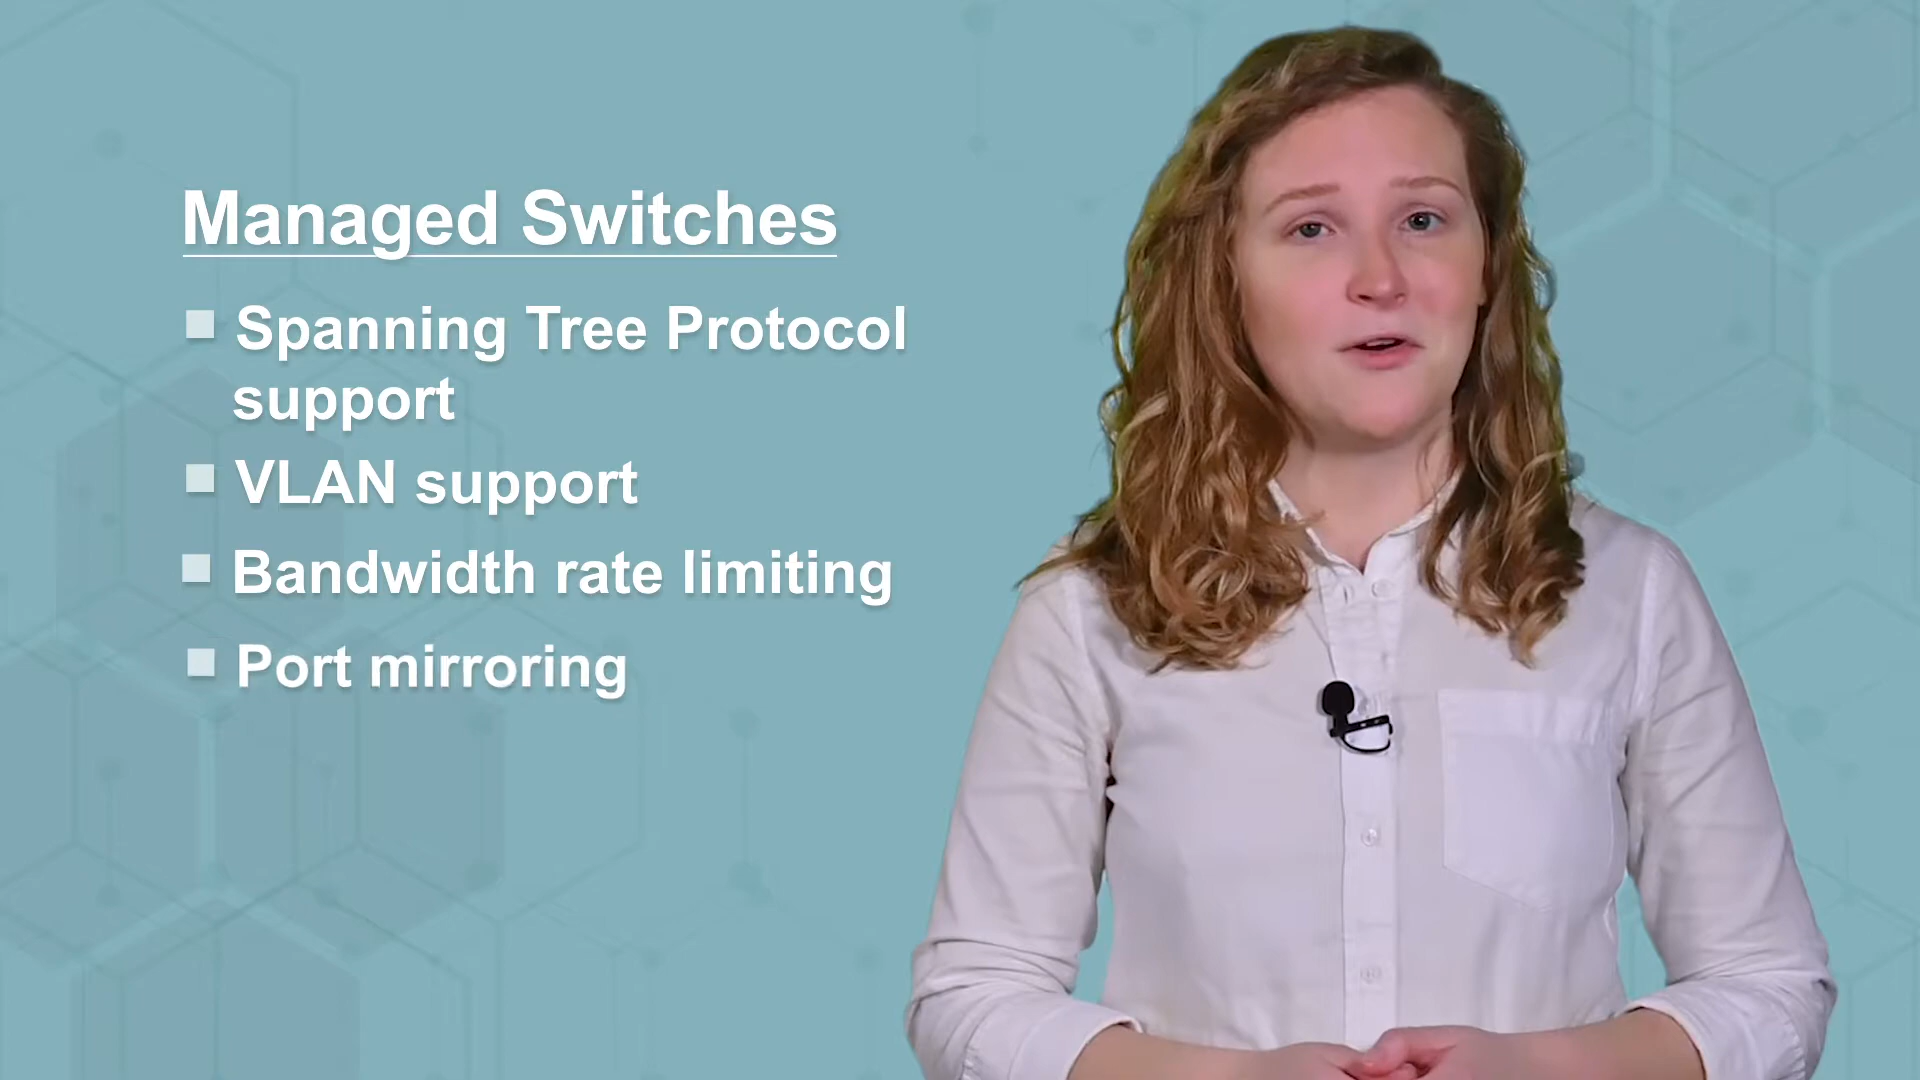 Managed Switches
Spanning Tree Protocol
support
VLAN support
Bandwidth rate limiting
Port mirroring